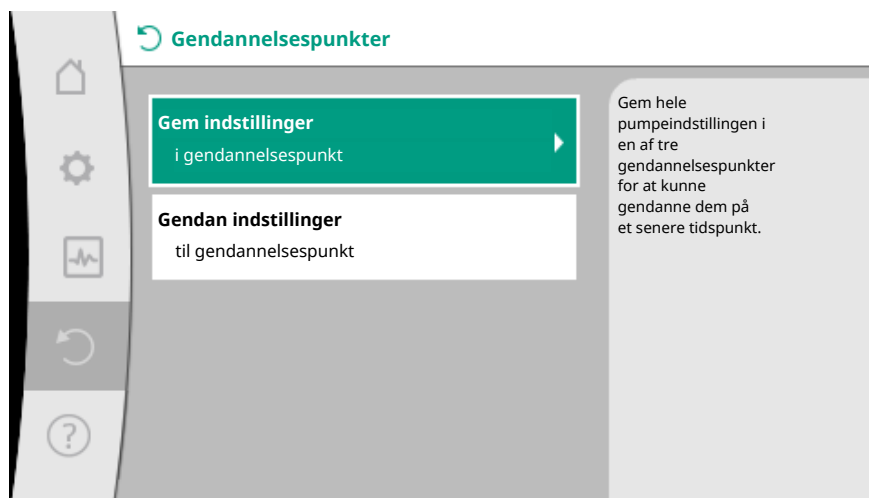 Gendannelsespunkter
Gem indstillinger
i gendannelsespunkt
Gendan indstillinger
til gendannelsespunkt
Gem hele
pumpeindstillingen i
en af tre
gendannelsespunkter
for at kunne
gendanne dem på
et senere tidspunkt.
?